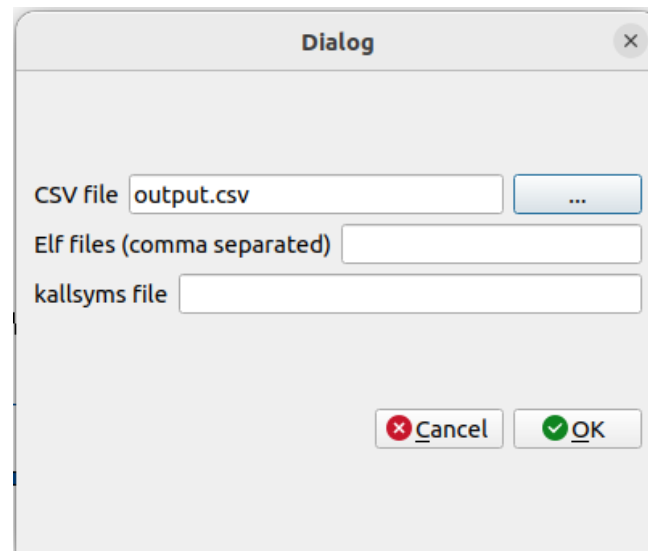 Dialog
CSV file output.csv ...
Elf files (comma separated)
kallsyms file
Cancel OK